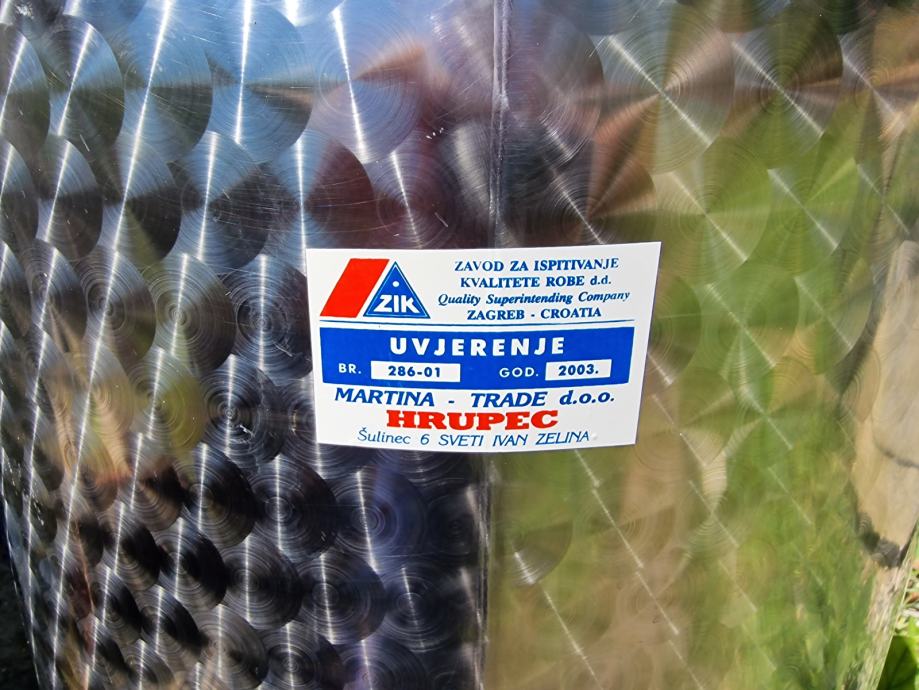 ZIK
ZAVOD ZA ISPITIVANJE
KVALITETE ROBE d.d.
Quality Superintending Company
ZAGREB - CROATIA
UVJERENJE
BR. 286-01 GOD. 2003.
MARTINA - TRADE d.o.o.
HRUPEC
Šulinec 6 SVETI IVAN ZELINA